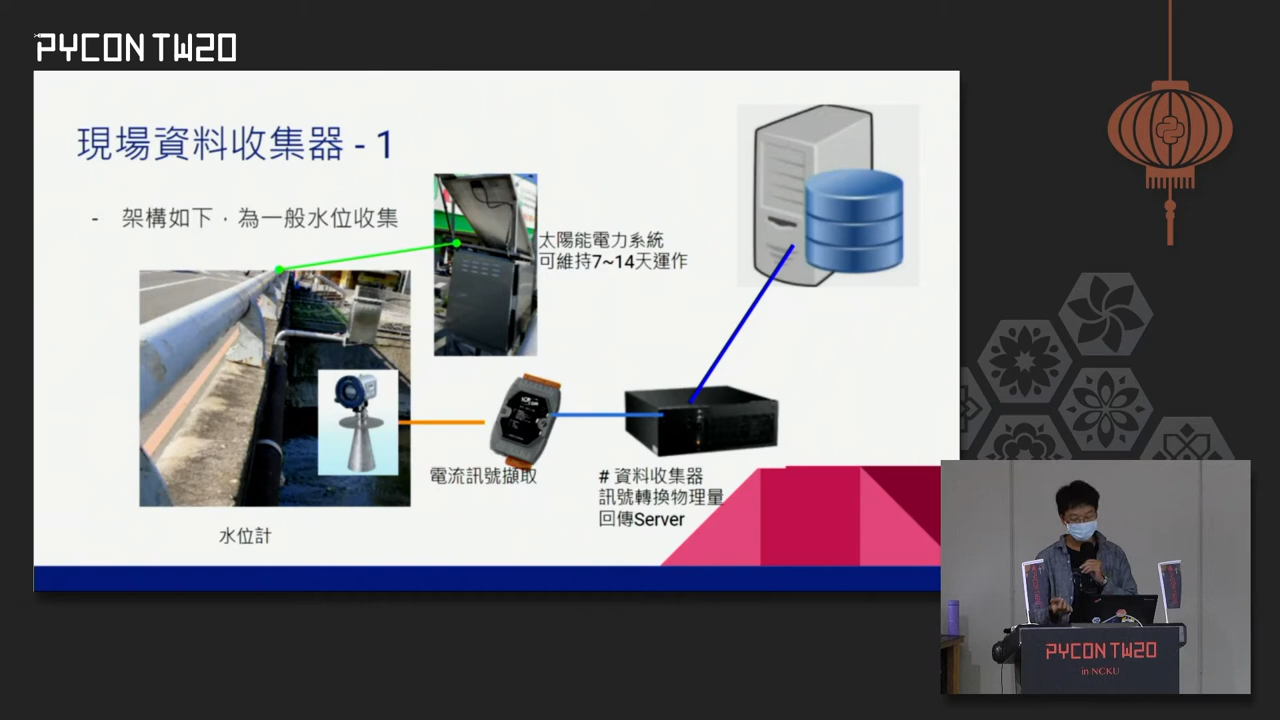 PYCON TW20
現場資料收集器 - 1
- 架構如下，為一般水位收集
太陽能電力系統
可維持7~14天運作
電流訊號擷取
# 資料收集器
訊號轉換物理量
回傳Server
水位計
PYCON TW20
in NCKU